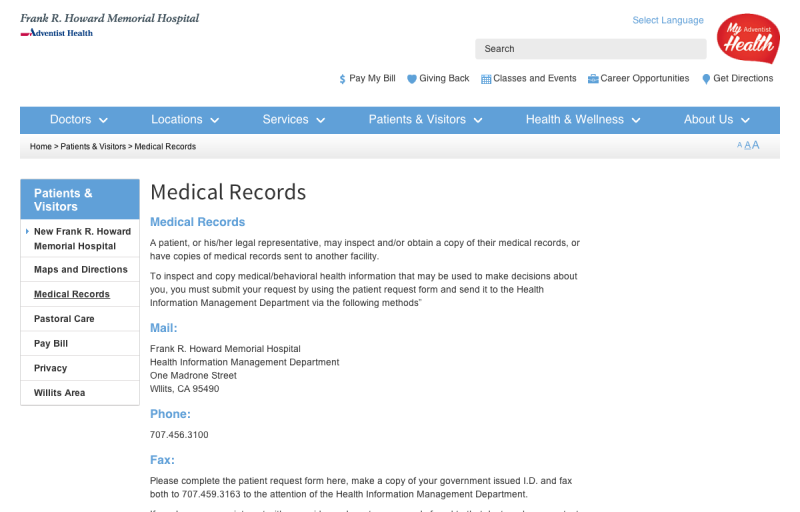 Frank R. Howard Memorial Hospital
Adventist Health
Select Language
Search
My Adventist
Health
Pay My Bill Giving Back Classes and Events Career Opportunities Get Directions
Doctors Locations Services Patients & Visitors Health & Wellness About Us
Home > Patients & Visitors > Medical Records
A A A
Patients &
Visitors
New Frank R. Howard
Memorial Hospital
Maps and Directions
Medical Records
Pastoral Care
Pay Bill
Privacy
Willits Area
Medical Records
Medical Records
A patient, or his/her legal representative, may inspect and/or obtain a copy of their medical records, or
have copies of medical records sent to another facility.
To inspect and copy medical/behavioral health information that may be used to make decisions about
you, you must submit your request by using the patient request form and send it to the Health
Information Management Department via the following methods"
Mail:
Frank R. Howard Memorial Hospital
Health Information Management Department
One Madrone Street
Wllits, CA 95490
Phone:
707.456.3100
Fax:
Please complete the patient request form here, make a copy of your government issued I.D. and fax
both to 707.459.3163 to the attention of the Health Information Management Department.